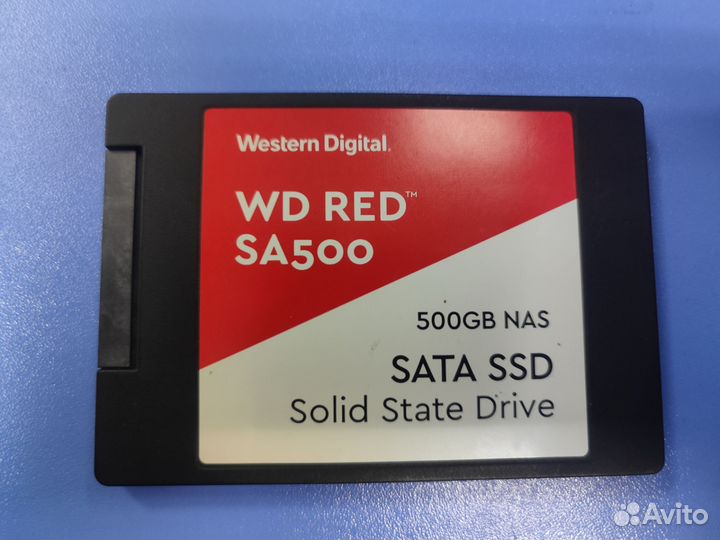 Western Digital.
WD RED™
SA500
500GB NAS
SATA SSD
Solid State Drive
Avito